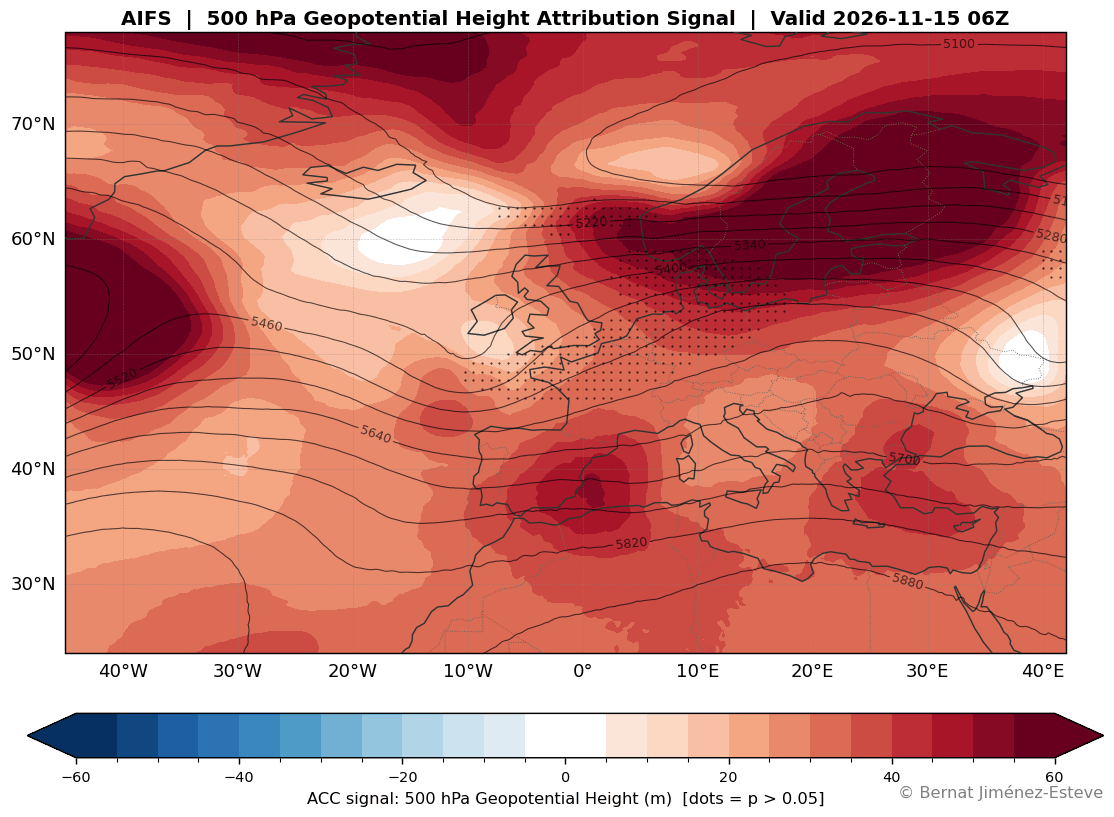 AIFS | 500 hPa Geopotential Height Attribution Signal | Valid 2026-11-15 06Z
5100
70°N
60°N
50°N
40°N
30°N
5220
5280
5340
5400
5460
5520
5640
5700
5820
5880
40°W 30°W 20°W 10°W 0° 10°E 20°E 30°E 40°E
−60 −40 −20 0 20 40 60
ACC signal: 500 hPa Geopotential Height (m) [dots = p > 0.05]
© Bernat Jiménez-Esteve